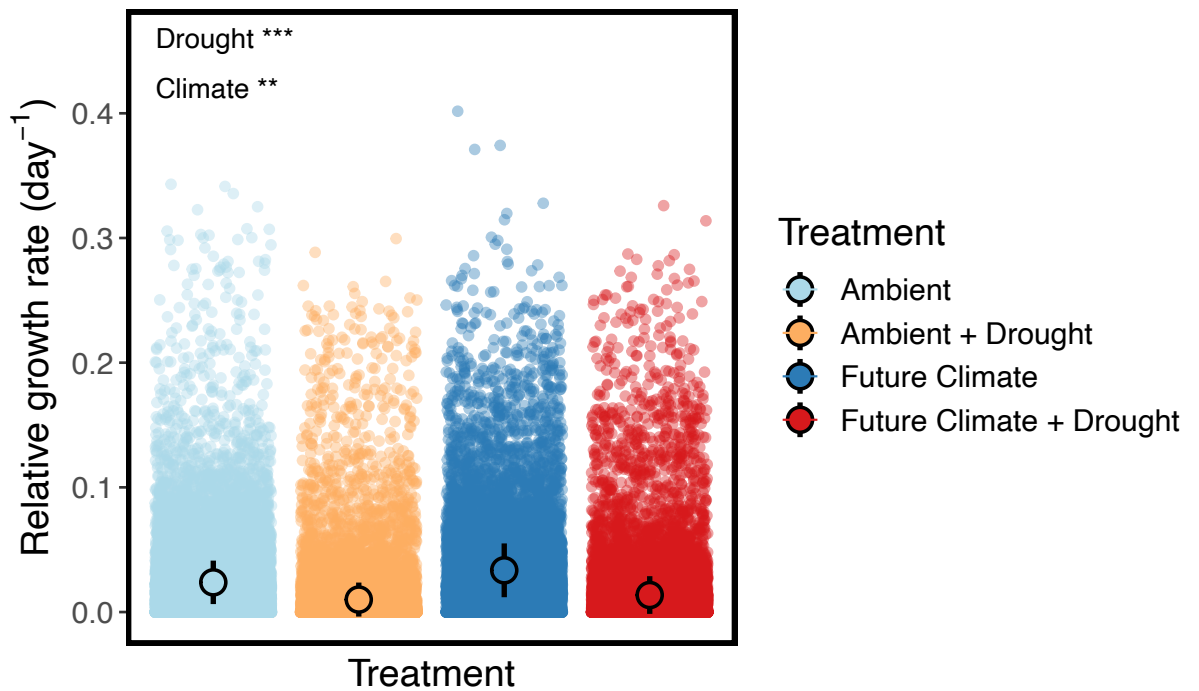 Drought ***
Climate **
Relative growth rate (day⁻¹)
0.4
0.3
0.2
0.1
0.0
Treatment
Treatment
Ambient
Ambient + Drought
Future Climate
Future Climate + Drought